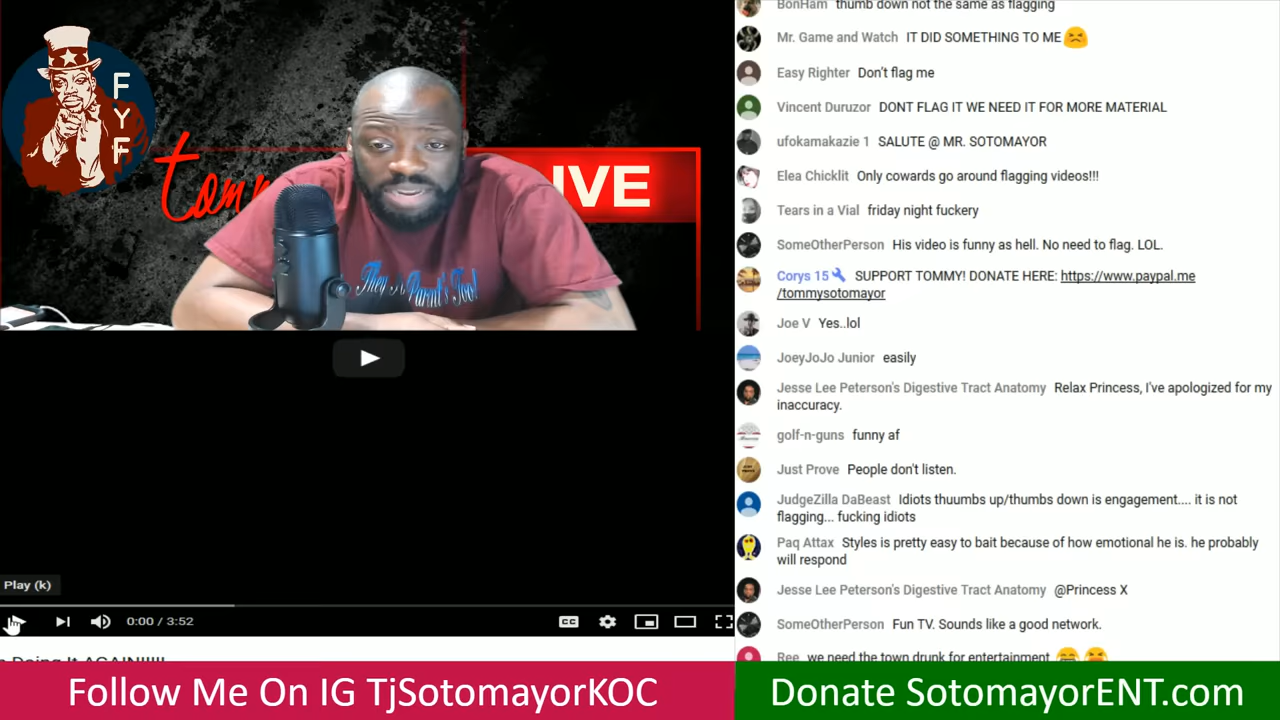 FYF
tomm
IVE
They R Parent's Too!
Play (k)
0:00 / 3:52
CC
Doing It AGAIN!!!!!
BonHam thumb down not the same as flagging
Mr. Game and Watch IT DID SOMETHING TO ME
Easy Righter Don't flag me
Vincent Duruzor DONT FLAG IT WE NEED IT FOR MORE MATERIAL
ufokamakazie 1 SALUTE @ MR. SOTOMAYOR
Elea Chicklit Only cowards go around flagging videos!!!
Tears in a Vial friday night fuckery
SomeOtherPerson His video is funny as hell. No need to flag. LOL.
Corys 15 SUPPORT TOMMY! DONATE HERE: https://www.paypal.me
/tommysotomayor
Joe V Yes..lol
JoeyJoJo Junior easily
Jesse Lee Peterson's Digestive Tract Anatomy Relax Princess, I've apologized for my
inaccuracy.
golf-n-guns funny af
Just Prove People don't listen.
JudgeZilla DaBeast Idiots thuumbs up/thumbs down is engagement.... it is not
flagging... fucking idiots
Paq Attax Styles is pretty easy to bait because of how emotional he is. he probably
will respond
Jesse Lee Peterson's Digestive Tract Anatomy @Princess X
SomeOtherPerson Fun TV. Sounds like a good network.
Ree we need the town drunk for entertainment
Follow Me On IG TjSotomayorKOC
Donate SotomayorENT.com